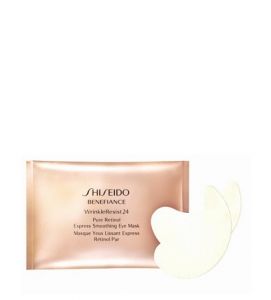 SHISEIDO
BENEFIANCE
WrinkleResist24
Pure Retinol
Express Smoothing Eye Mask
Masque Yeux Lissant Express
Rétinol Pur